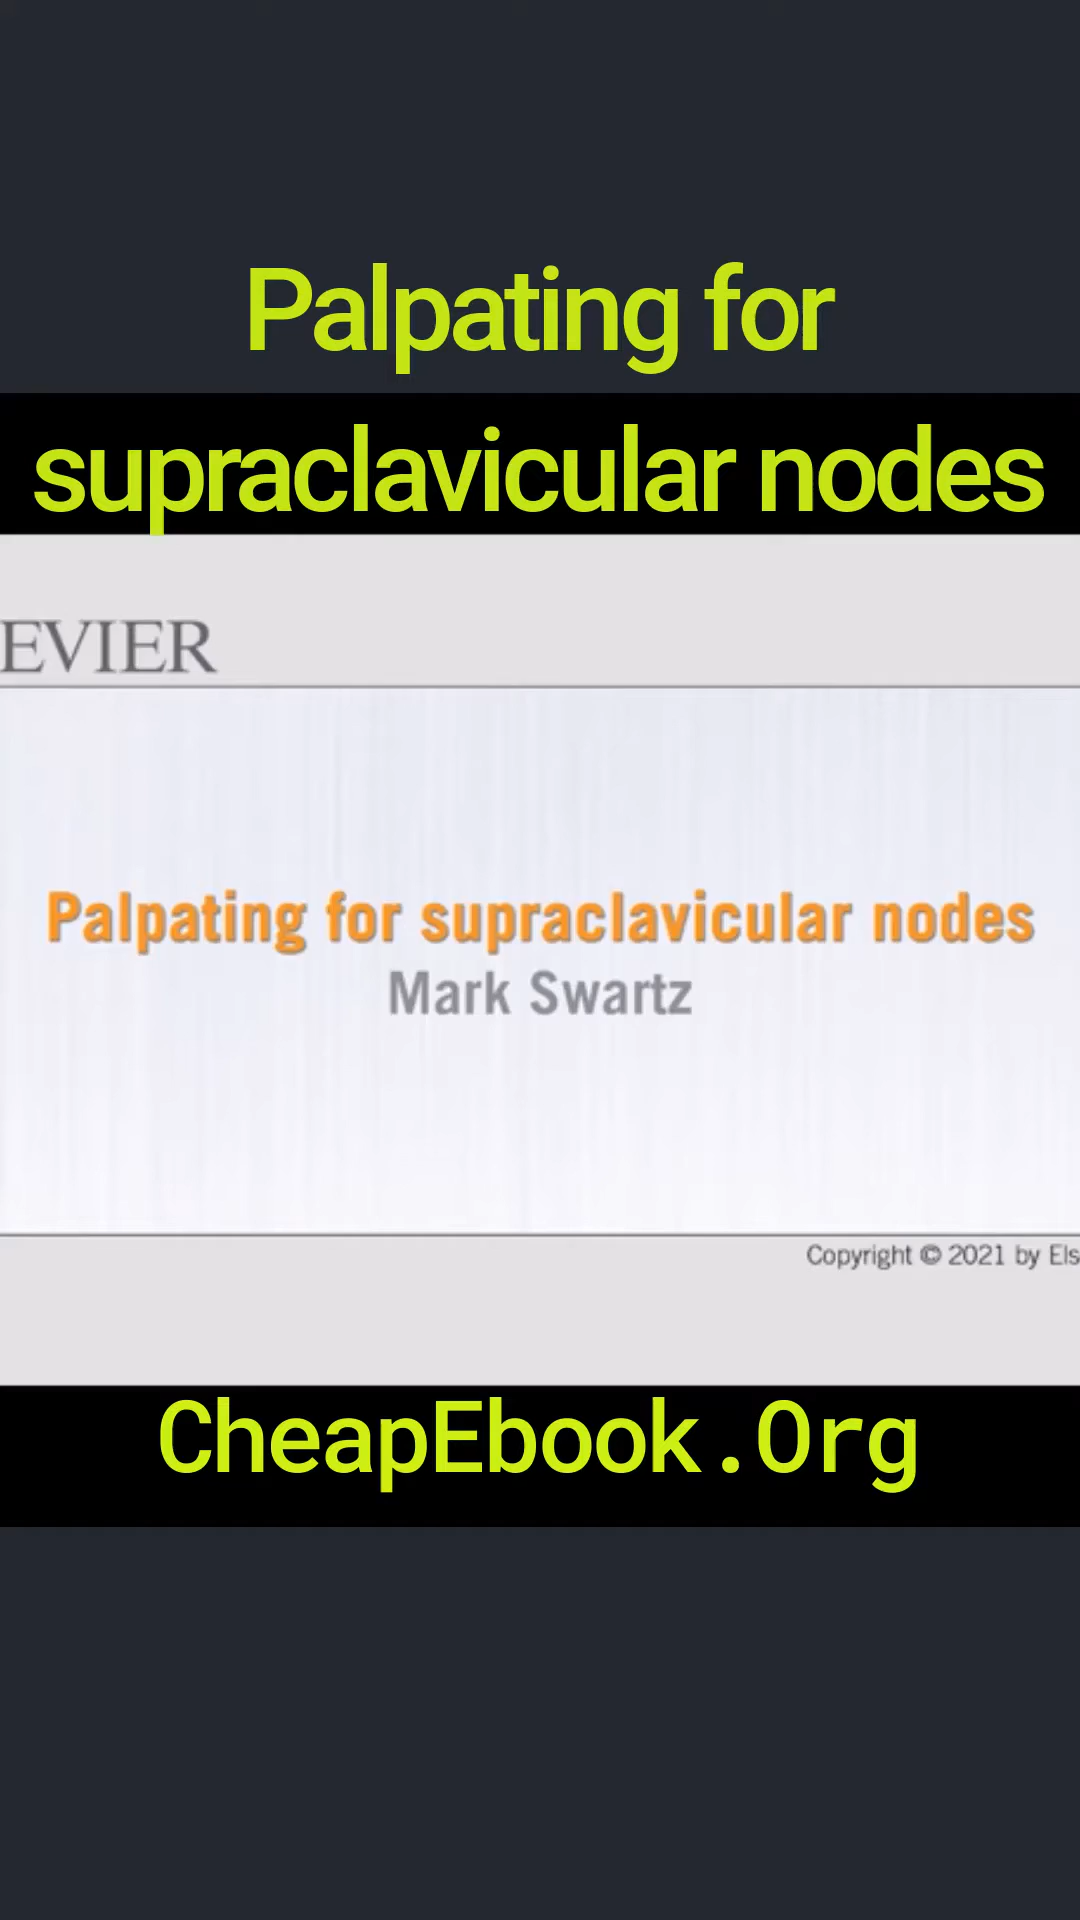 Palpating for
supraclavicular nodes
EVIER
Palpating for supraclavicular nodes
Mark Swartz
Copyright © 2021 by Els
CheapEbook.Org